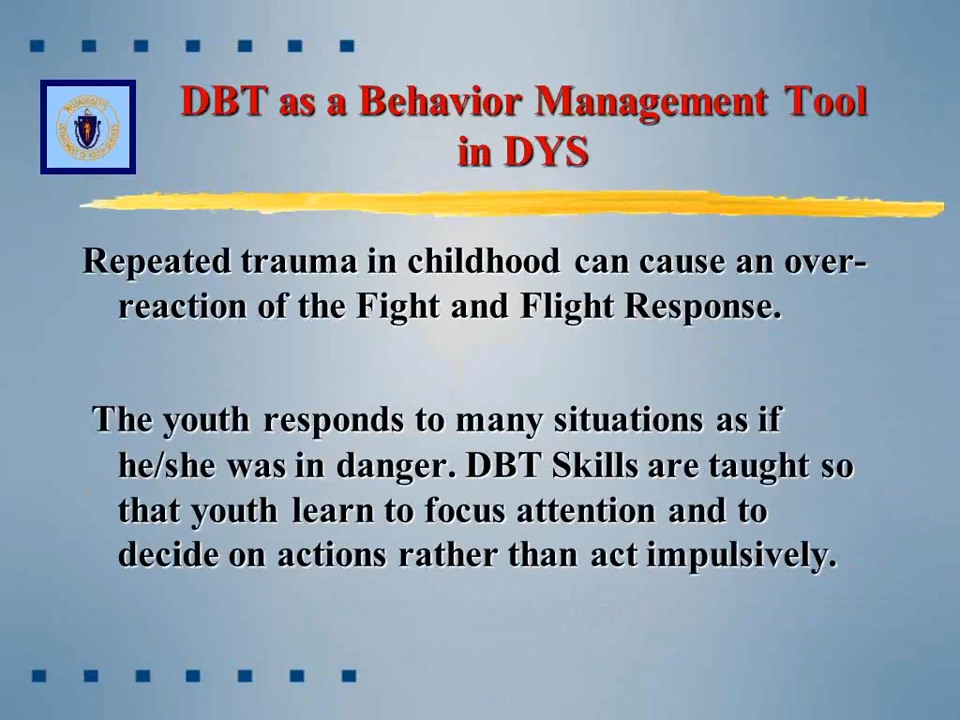 DBT as a Behavior Management Tool
in DYS
Repeated trauma in childhood can cause an over-
reaction of the Fight and Flight Response.
The youth responds to many situations as if
he/she was in danger. DBT Skills are taught so
that youth learn to focus attention and to
decide on actions rather than act impulsively.